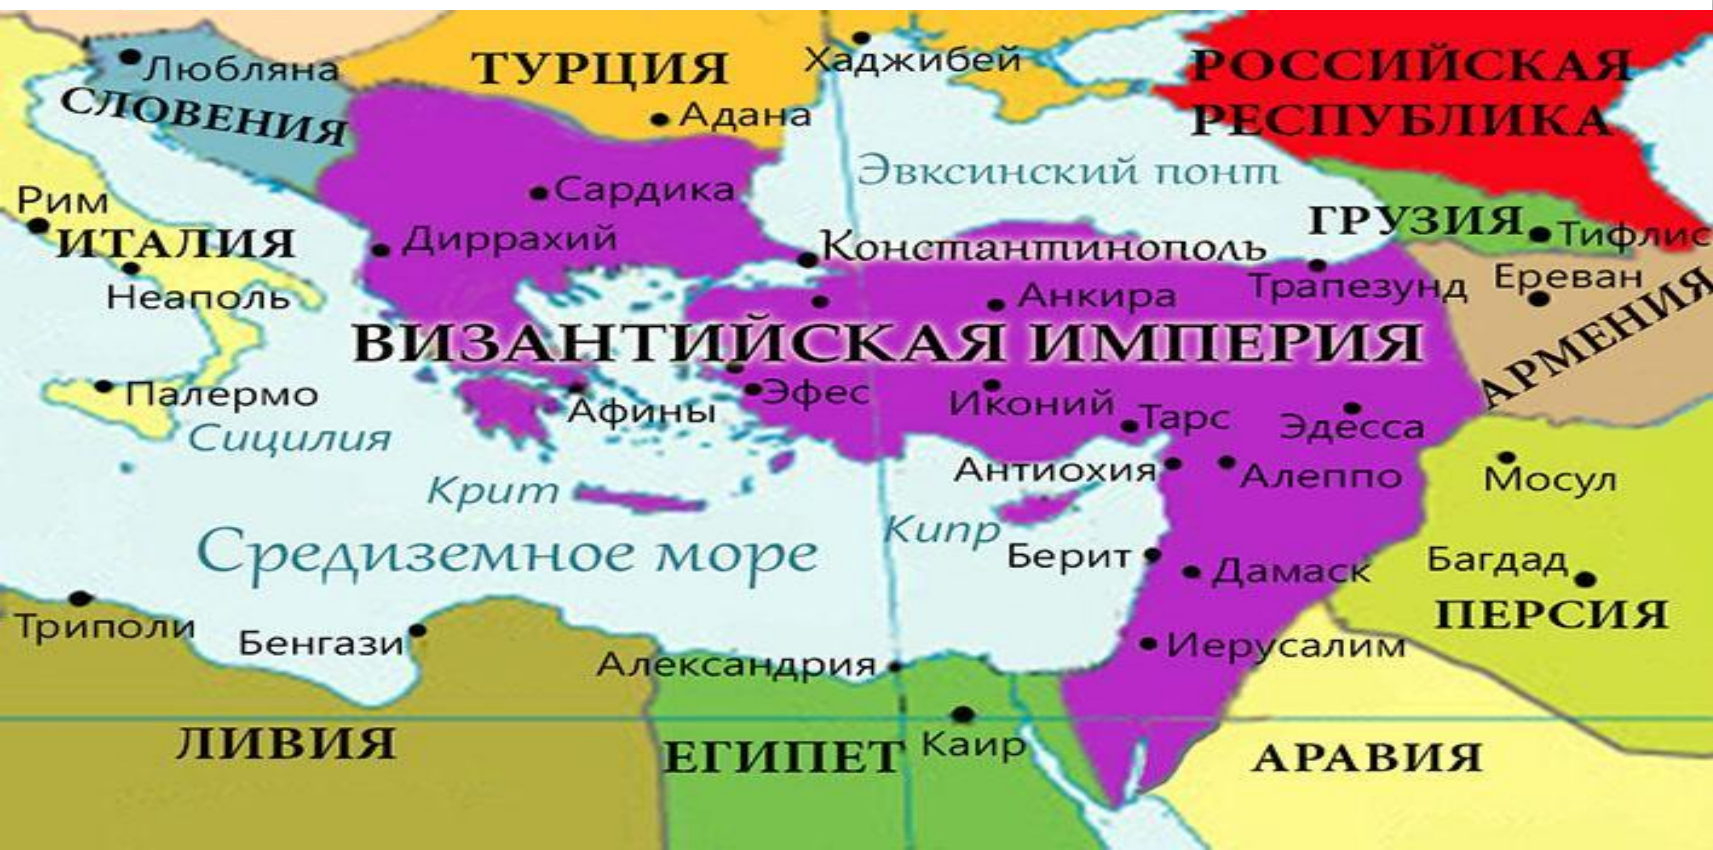 Любляна
СЛОВЕНИЯ
ТУРЦИЯ
Адана
Хаджибей
РОССИЙСКАЯ
РЕСПУБЛИКА
Эвксинский понт
Рим
ИТАЛИЯ
Неаполь
Сардика
Диррахий
Константинополь
ГРУЗИЯ
Тифлис
Трапезунд
Ереван
АРМЕНИЯ
Анкира
ВИЗАНТИЙСКАЯ ИМПЕРИЯ
Палермо
Сицилия
Афины
Эфес
Иконий
Тарс
Эдесса
Антиохия
Алеппо
Мосул
Крит
Кипр
Средиземное море
Берит
Дамаск
Багдад
ПЕРСИЯ
Триполи
Бенгази
Александрия
Иерусалим
ЛИВИЯ
ЕГИПЕТ
Каир
АРАВИЯ